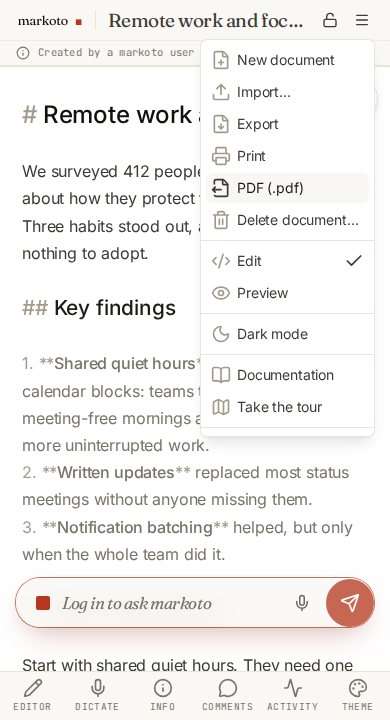 markoto
Remote work and foc...
Created by a markoto user
New document
Import...
Export
Print
PDF (.pdf)
Delete document...
Edit
Preview
Dark mode
Documentation
Take the tour
# Remote work
We surveyed 412 people
about how they protect
Three habits stood out,
nothing to adopt.
## Key findings
1. **Shared quiet hours
calendar blocks: teams
meeting-free mornings
more uninterrupted work.
2. **Written updates** replaced most status
meetings without anyone missing them.
3. **Notification batching** helped, but only
when the whole team did it.
Log in to ask markoto
Start with shared quiet hours. They need one
EDITOR
DICTATE
INFO
COMMENTS
ACTIVITY
THEME